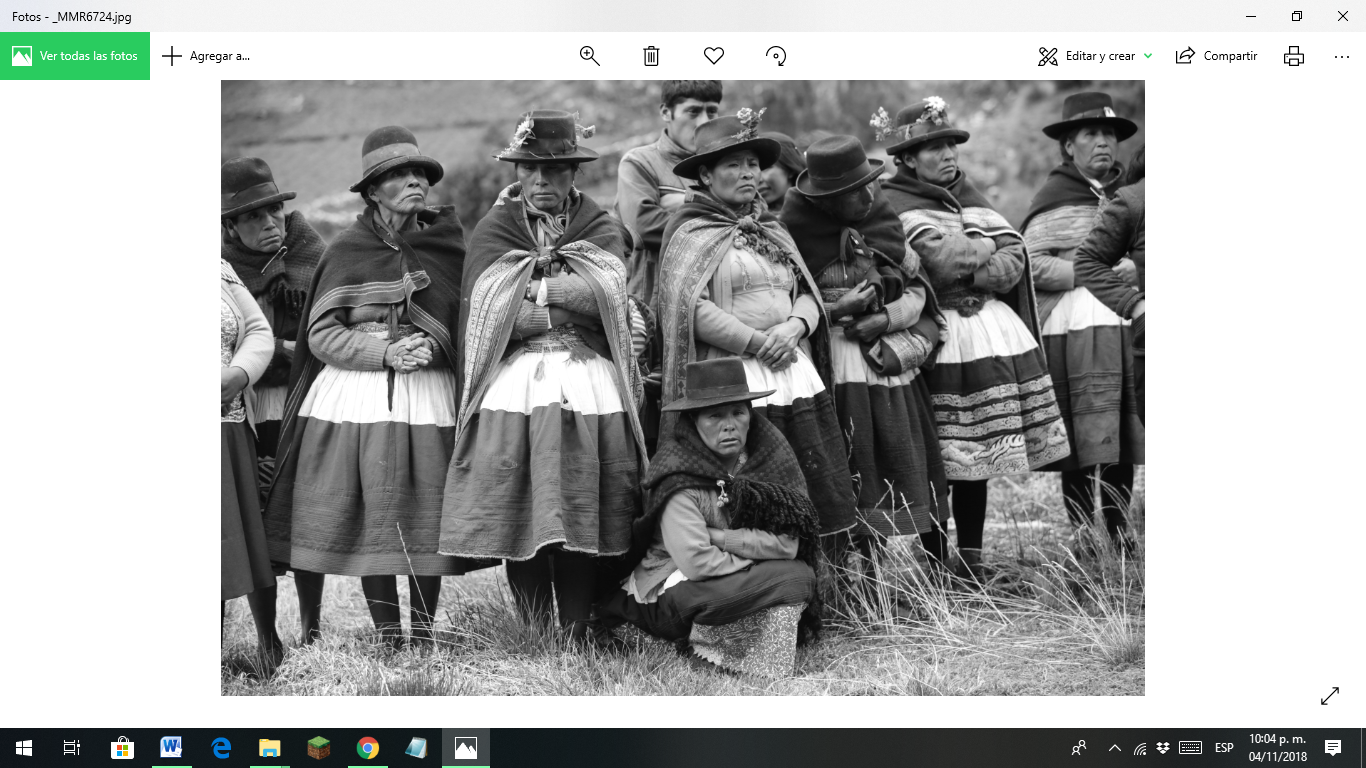 Fotos - _MMR6724.jpg
Ver todas las fotos
Agregar a...
Editar y crear
Compartir
ESP
10:04 p. m.
04/11/2018